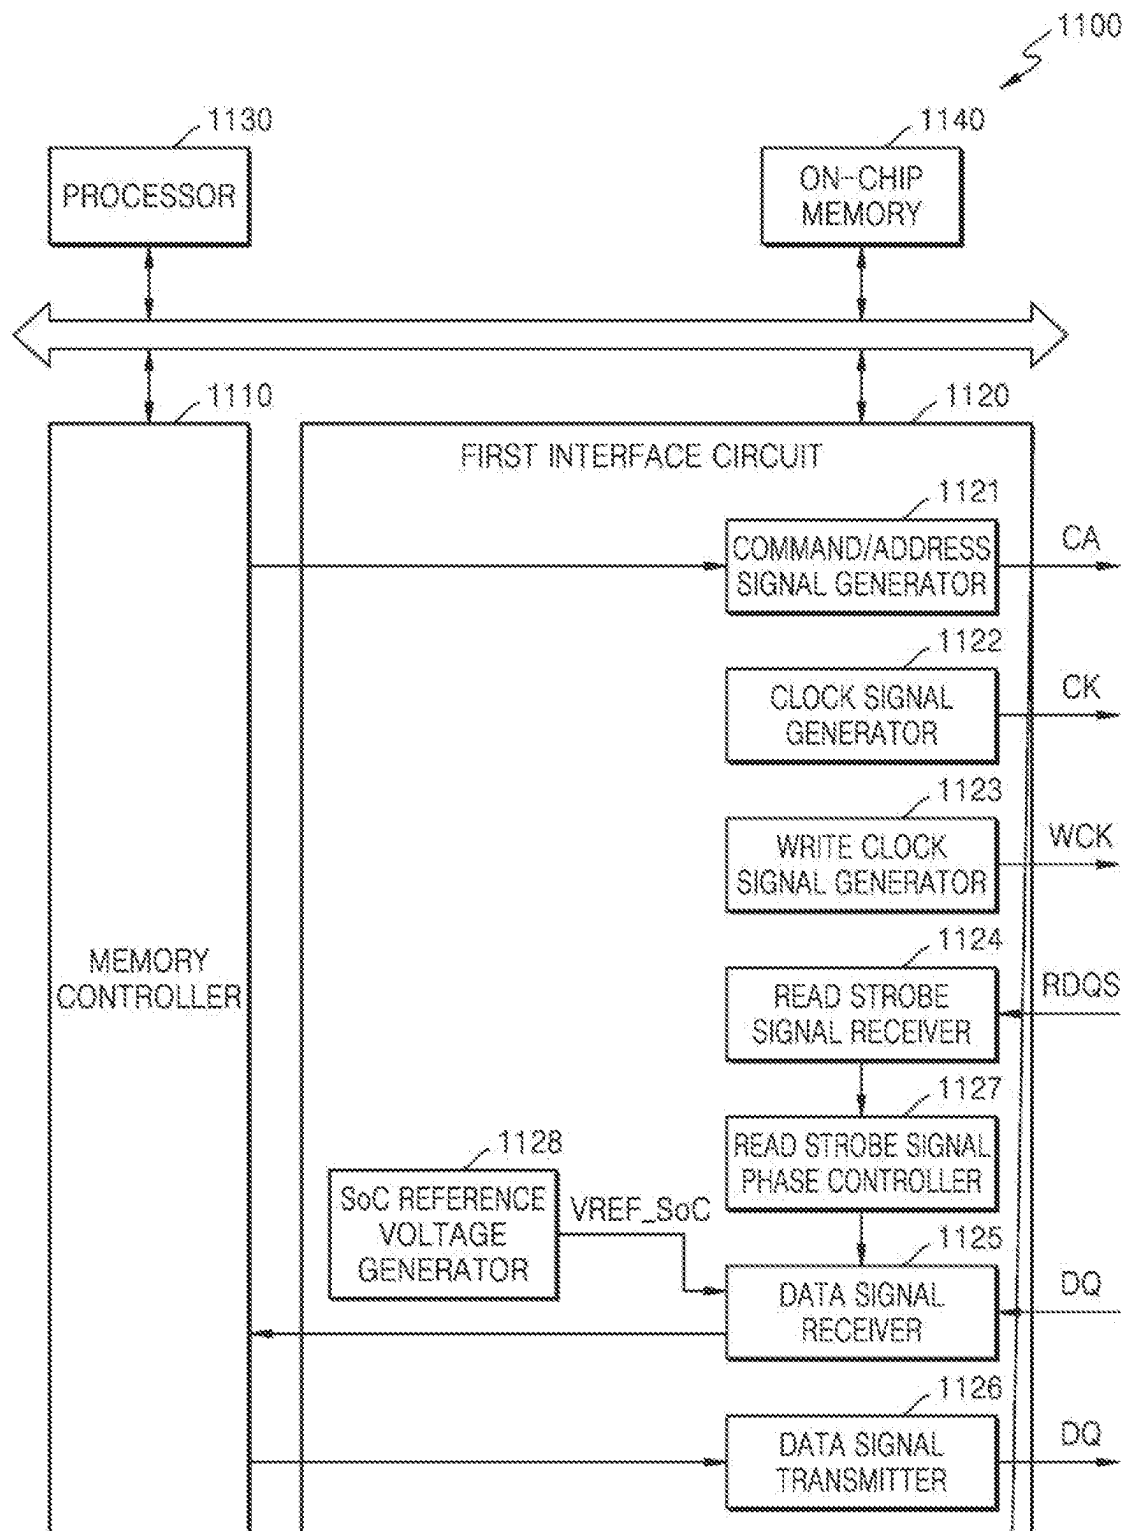 1100
1130
PROCESSOR
1140
ON-CHIP
MEMORY
1110
MEMORY
CONTROLLER
1120
FIRST INTERFACE CIRCUIT
1121
COMMAND/ADDRESS
SIGNAL GENERATOR
CA
1122
CLOCK SIGNAL
GENERATOR
CK
1123
WRITE CLOCK
SIGNAL GENERATOR
WCK
1124
READ STROBE
SIGNAL RECEIVER
RDQS
1127
READ STROBE SIGNAL
PHASE CONTROLLER
1128
SoC REFERENCE
VOLTAGE
GENERATOR
VREF_SoC
1125
DATA SIGNAL
RECEIVER
DQ
1126
DATA SIGNAL
TRANSMITTER
DQ